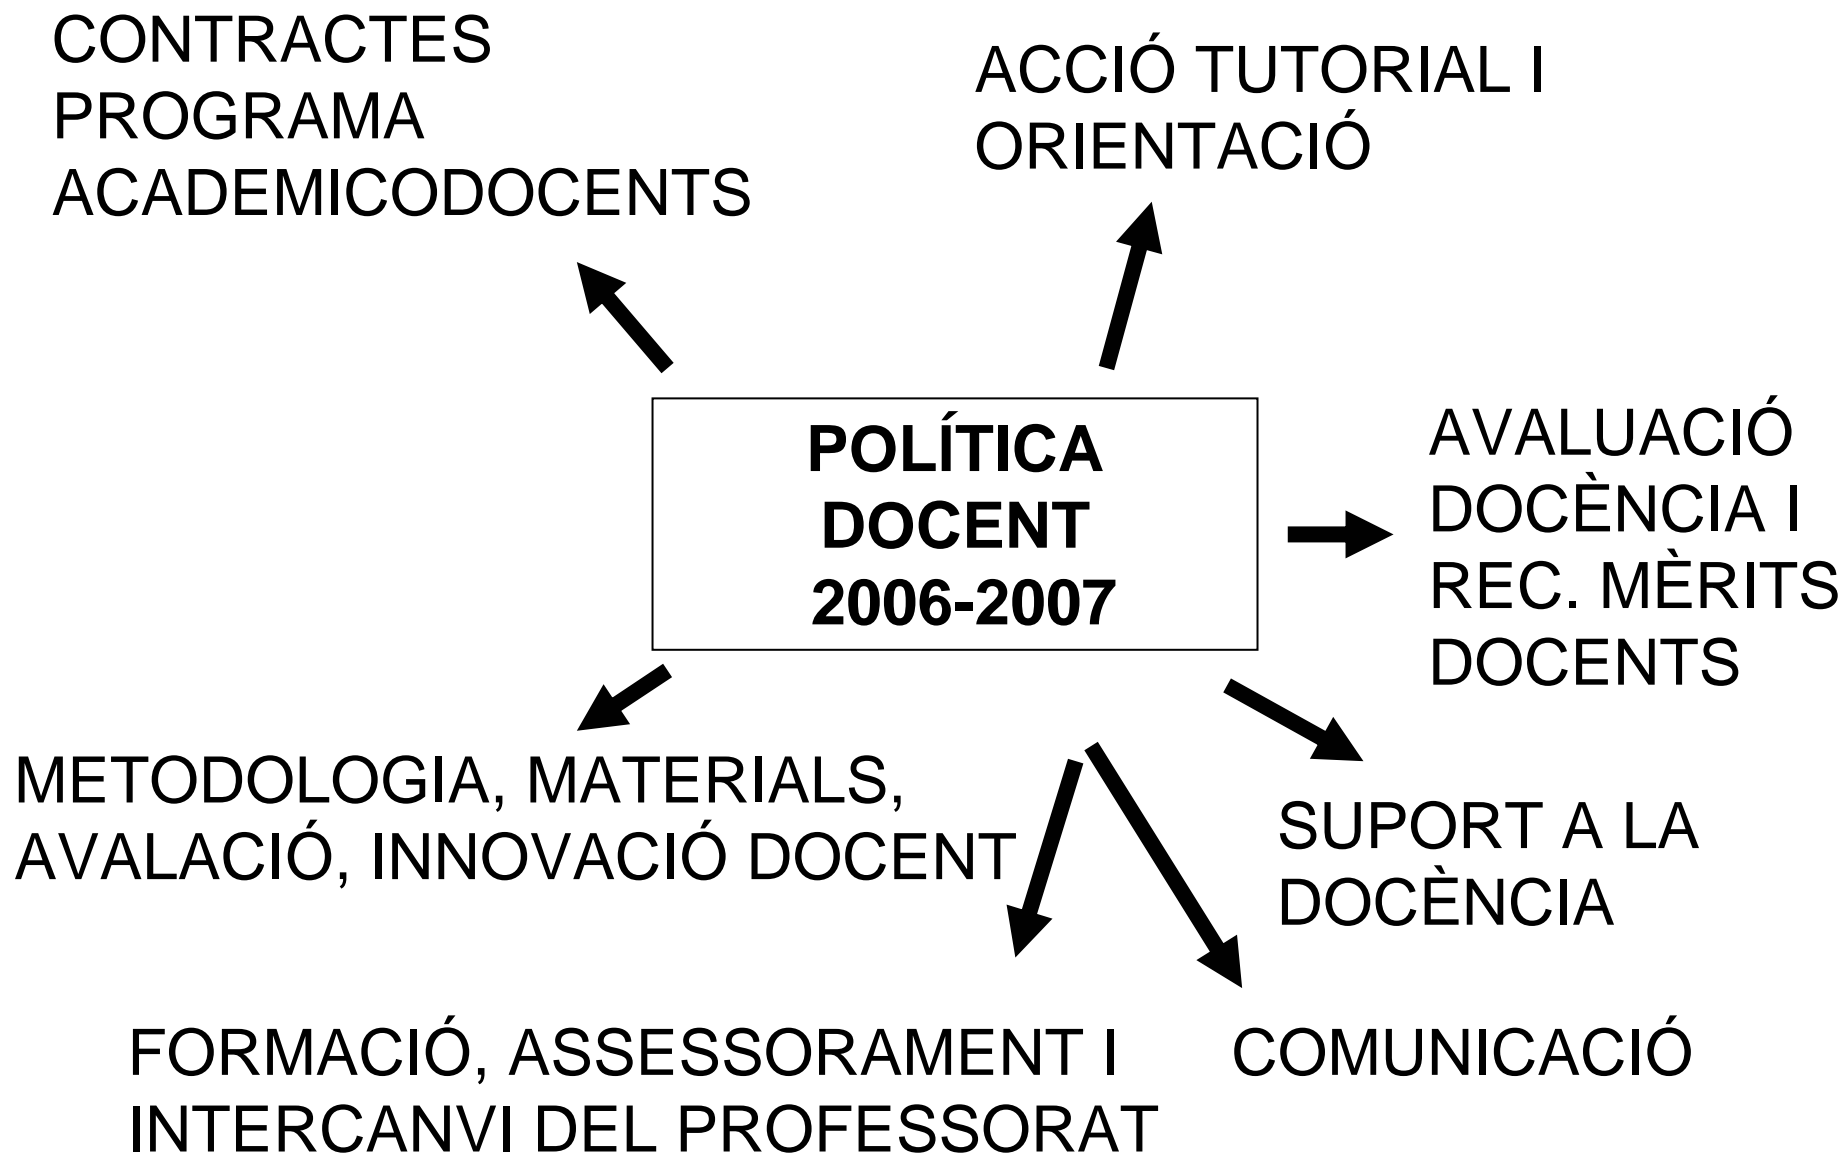 CONTRACTES
PROGRAMA
ACADEMICODOCENTS
ACCIÓ TUTORIAL I
ORIENTACIÓ
POLÍTICA
DOCENT
2006-2007
AVALUACIÓ
DOCÈNCIA I
REC. MÈRITS
DOCENTS
METODOLOGIA, MATERIALS,
AVALACIÓ, INNOVACIÓ DOCENT
SUPORT A LA
DOCÈNCIA
FORMACIÓ, ASSESSORAMENT I
INTERCANVI DEL PROFESSORAT
COMUNICACIÓ